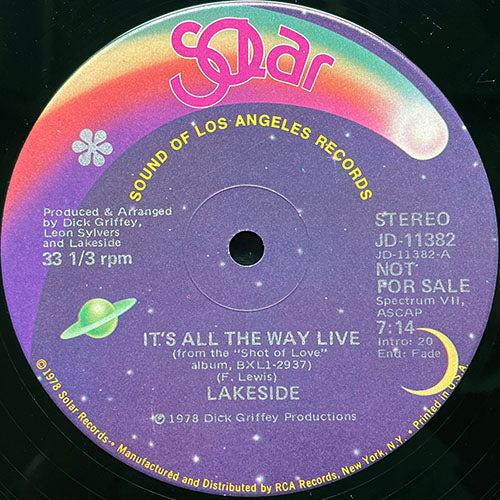 Solar
SOUND OF LOS ANGELES RECORDS
Produced & Arranged
by Dick Griffey,
Leon Sylvers
and Lakeside
33 1/3 rpm
STEREO
JD-11382
JD-11382-A
NOT
FOR SALE
Spectrum VII,
ASCAP
7:14
Intro: 20
End: Fade
IT'S ALL THE WAY LIVE
(from the "Shot of Love"
album, BXL1-2937)
(F. Lewis)
LAKESIDE
℗ 1978 Dick Griffey Productions
© 1978 Solar Records • Manufactured and Distributed by RCA Records, New York, N.Y. • Printed in U.S.A.